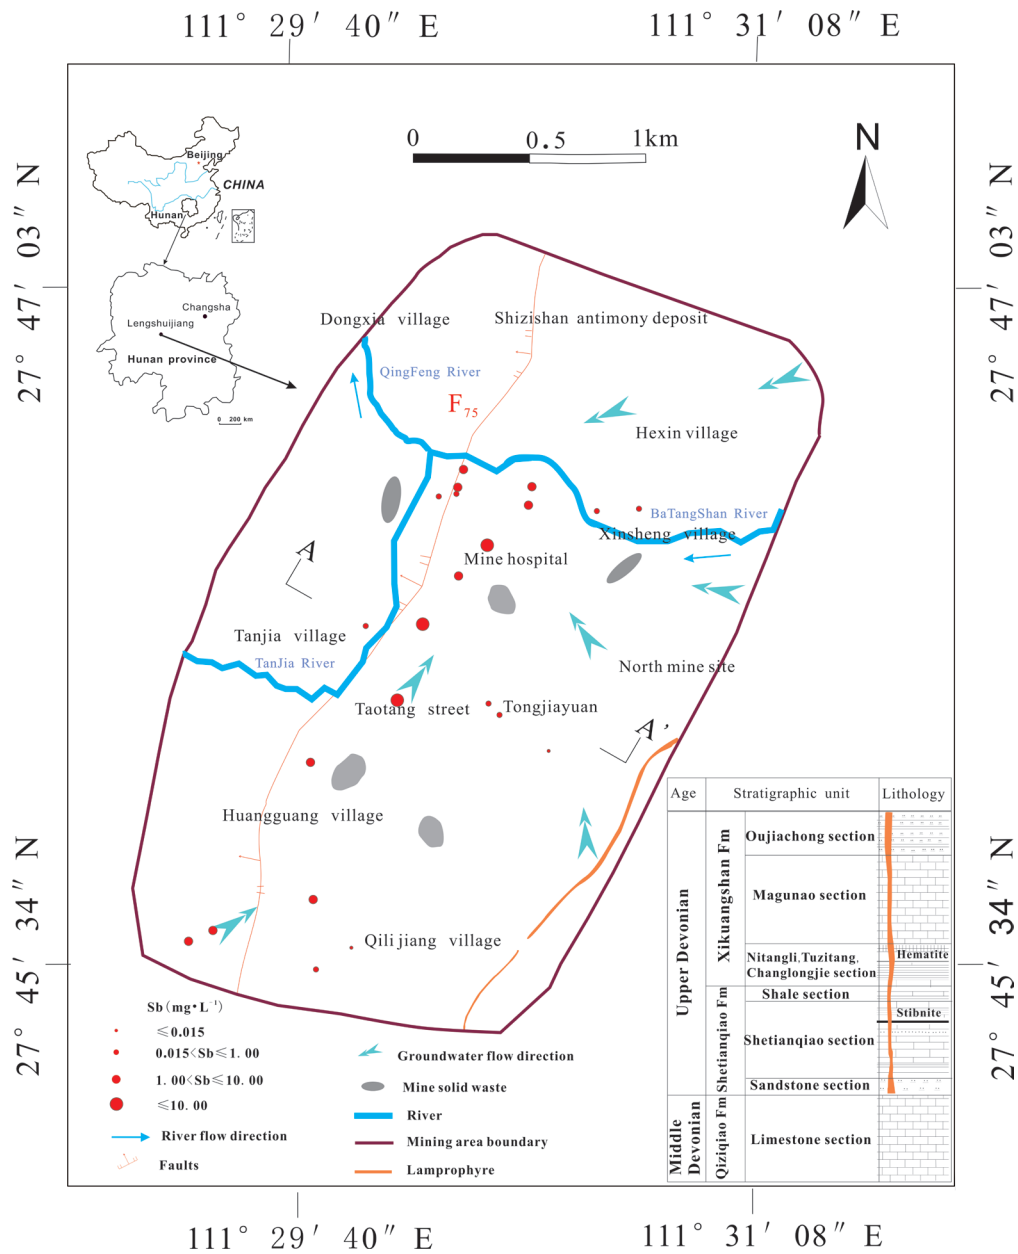 111° 29′ 40″ E
111° 31′ 08″ E
27° 47′ 03″ N
27° 47′ 03″ N
0 0.5 1km
N
Beijing
CHINA
Hunan
Changsha
Lengshuijiang
Hunan province
0 200 km
Dongxia village
Shizishan antimony deposit
QingFeng River
F75
Hexin village
BaTangShan River
Xinsheng village
Mine hospital
A
Tanjia village
TanJia River
North mine site
Taotang street
Tongjiayuan
A'
Huangguang village
Qili jiang village
27° 45′ 34″ N
27° 45′ 34″ N
Sb(mg•L⁻¹)
≤0.015
0.015<Sb≤1.00
1.00<Sb≤10.00
≤10.00
River flow direction
Faults
Groundwater flow direction
Mine solid waste
River
Mining area boundary
Lamprophyre
Age
Stratigraphic unit
Lithology
Upper Devonian
Xikuangshan Fm
Oujiachong section
Magunao section
Nitangli,Tuzitang,
Changlongjie section
Hematite
Shetianqiao Fm
Shale section
Stibnite
Shetianqiao section
Sandstone section
Middle
Devonian
Qiziqiao Fm
Limestone section
111° 29′ 40″ E
111° 31′ 08″ E